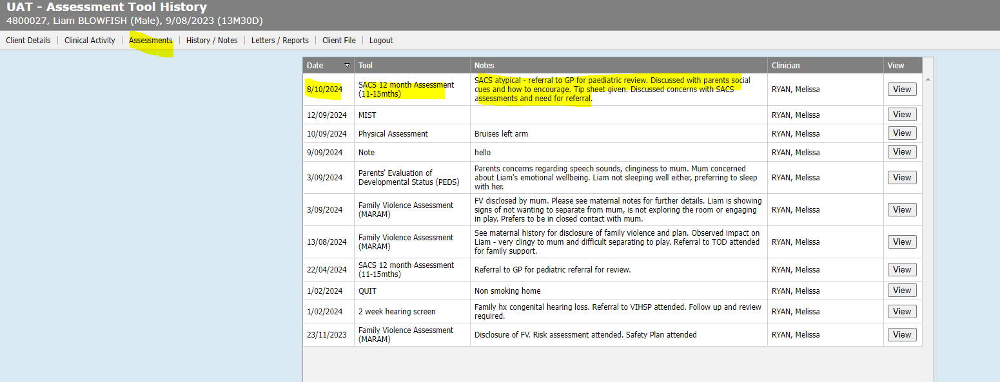 UAT - Assessment Tool History
4800027, Liam BLOWFISH (Male), 9/08/2023 (13M30D)
Client Details | Clinical Activity | Assessments | History / Notes | Letters / Reports | Client File | Logout
Date Tool Notes Clinician View
8/10/2024 SACS 12 month Assessment (11-15mths) SACS atypical - referral to GP for paediatric review. Discussed with parents social
cues and how to encourage. Tip sheet given. Discussed concerns with SACS
assessments and need for referral. RYAN, Melissa View
12/09/2024 MIST RYAN, Melissa View
10/09/2024 Physical Assessment Bruises left arm RYAN, Melissa View
9/09/2024 Note hello RYAN, Melissa View
3/09/2024 Parents' Evaluation of Developmental Status (PEDS) Parents concerns regarding speech sounds, clinginess to mum. Mum concerned
about Liam's emotional wellbeing. Liam not sleeping well either, preferring to sleep
with her. RYAN, Melissa View
3/09/2024 Family Violence Assessment (MARAM) FV disclosed by mum. Please see maternal notes for further details. Liam is showing
signs of not wanting to separate from mum, is not exploring the room or engaging
in play. Prefers to be in closed contact with mum. RYAN, Melissa View
13/08/2024 Family Violence Assessment (MARAM) See maternal history for disclosure of family violence and plan. Observed impact on
Liam - very clingy to mum and difficult separating to play. Referral to TOD attended
for family support. RYAN, Melissa View
22/04/2024 SACS 12 month Assessment (11-15mths) Referral to GP for pediatric referral for review. RYAN, Melissa View
1/02/2024 QUIT Non smoking home RYAN, Melissa View
1/02/2024 2 week hearing screen Family hx congenital hearing loss. Referral to VIHSP attended. Follow up and review
required. RYAN, Melissa View
23/11/2023 Family Violence Assessment (MARAM) Disclosure of FV. Risk assessment attended. Safety Plan attended RYAN, Melissa View